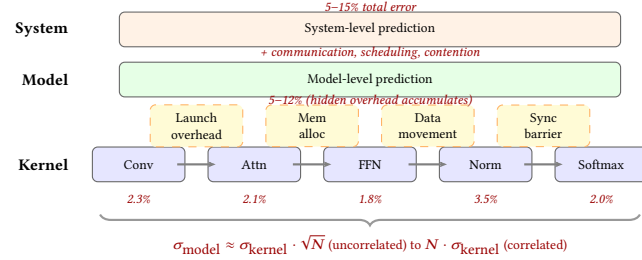 5–15% total error
System System-level prediction
+ communication, scheduling, contention
Model Model-level prediction
5–12% (hidden overhead accumulates)
Launch overhead
Mem alloc
Data movement
Sync barrier
Kernel Conv Attn FFN Norm Softmax
2.3% 2.1% 1.8% 3.5% 2.0%
σmodel ≈ σkernel · √N (uncorrelated) to N · σkernel (correlated)